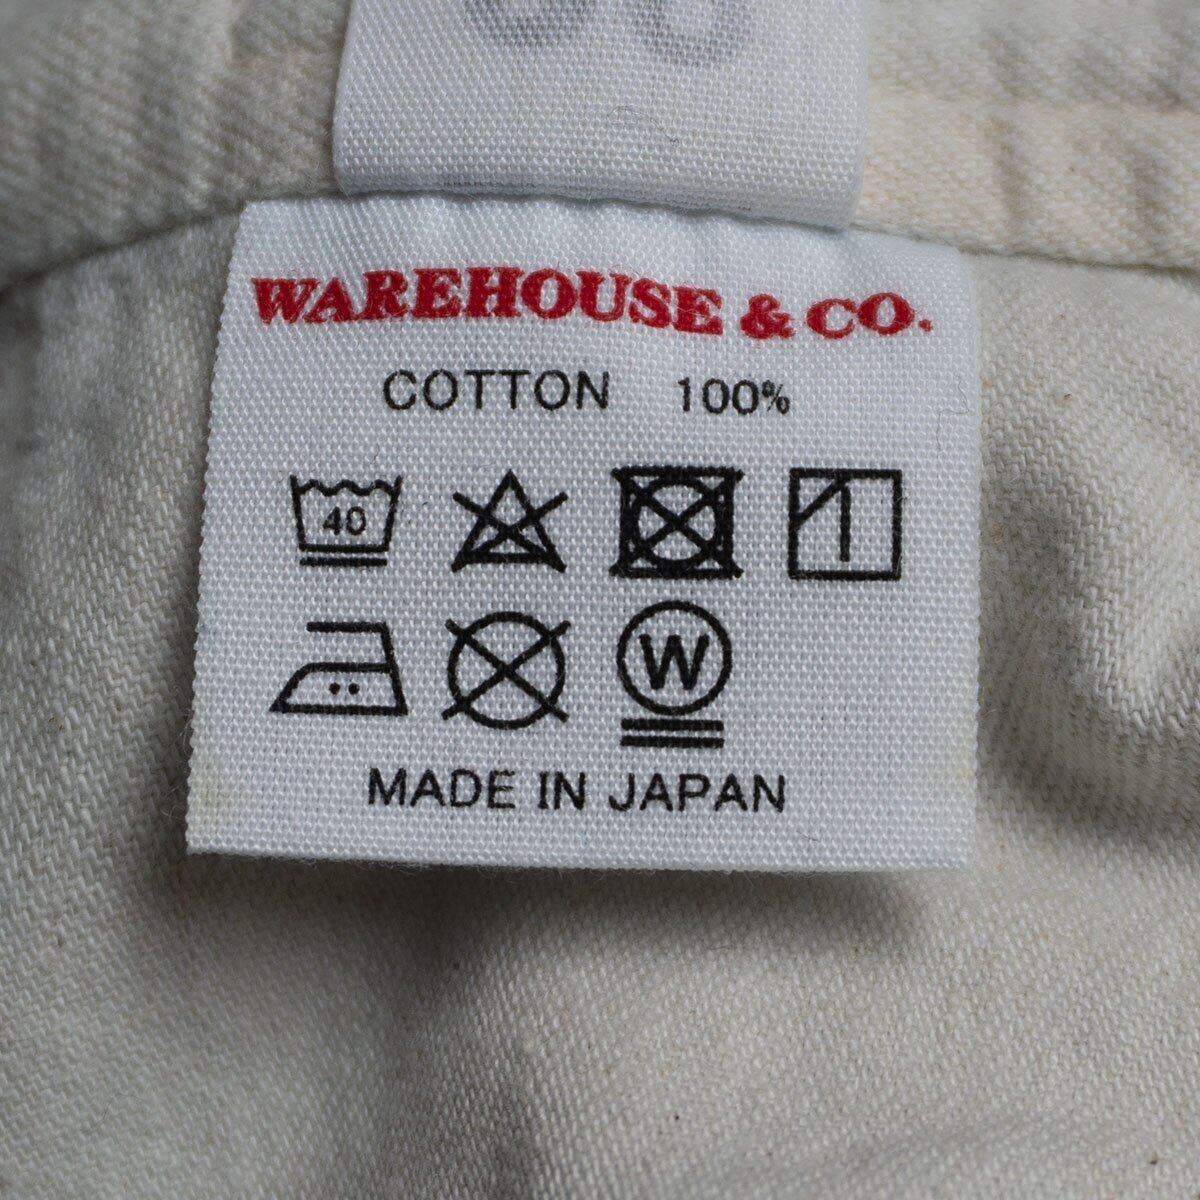 WAREHOUSE & CO.
COTTON 100%
40
W
MADE IN JAPAN